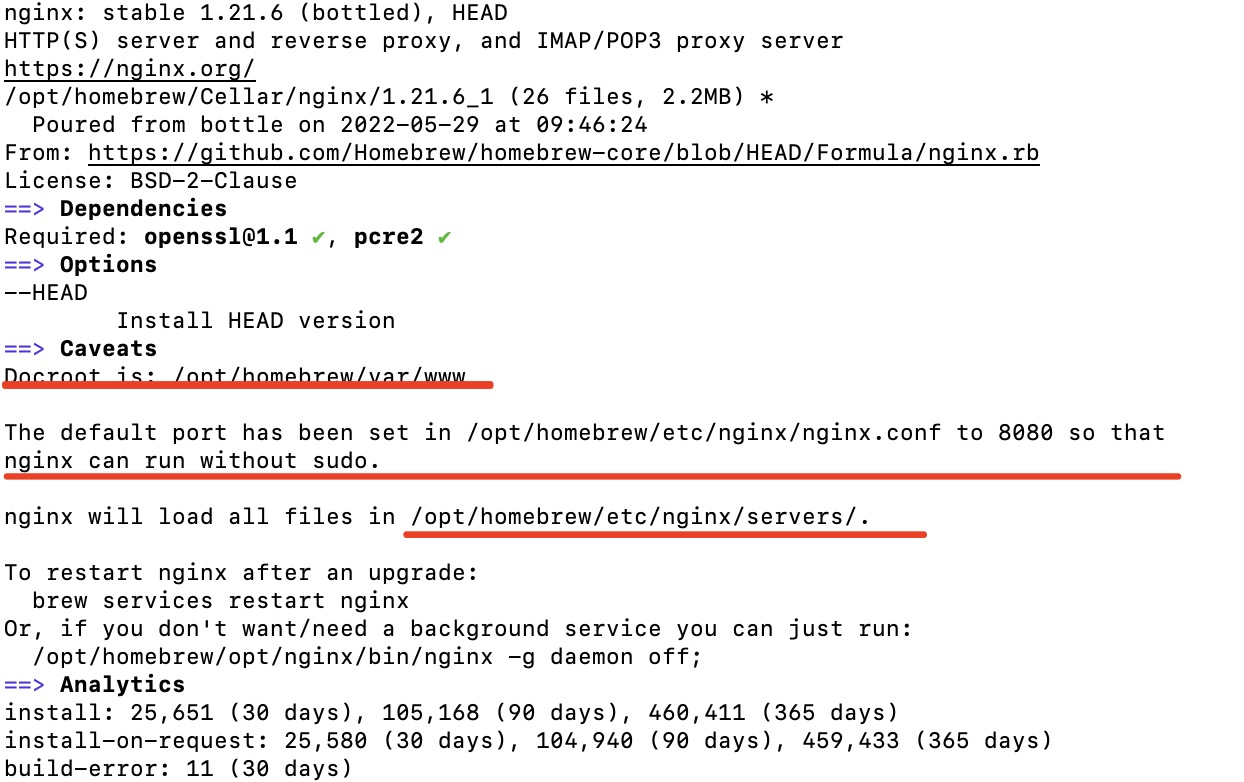 nginx: stable 1.21.6 (bottled), HEAD
HTTP(S) server and reverse proxy, and IMAP/POP3 proxy server
https://nginx.org/
/opt/homebrew/Cellar/nginx/1.21.6_1 (26 files, 2.2MB) *
  Poured from bottle on 2022-05-29 at 09:46:24
From: https://github.com/Homebrew/homebrew-core/blob/HEAD/Formula/nginx.rb
License: BSD-2-Clause
==> Dependencies
Required: openssl@1.1 ✔, pcre2 ✔
==> Options
--HEAD
        Install HEAD version
==> Caveats
Docroot is: /opt/homebrew/var/www
The default port has been set in /opt/homebrew/etc/nginx/nginx.conf to 8080 so that
nginx can run without sudo.
nginx will load all files in /opt/homebrew/etc/nginx/servers/.
To restart nginx after an upgrade:
  brew services restart nginx
Or, if you don't want/need a background service you can just run:
  /opt/homebrew/opt/nginx/bin/nginx -g daemon off;
==> Analytics
install: 25,651 (30 days), 105,168 (90 days), 460,411 (365 days)
install-on-request: 25,580 (30 days), 104,940 (90 days), 459,433 (365 days)
build-error: 11 (30 days)